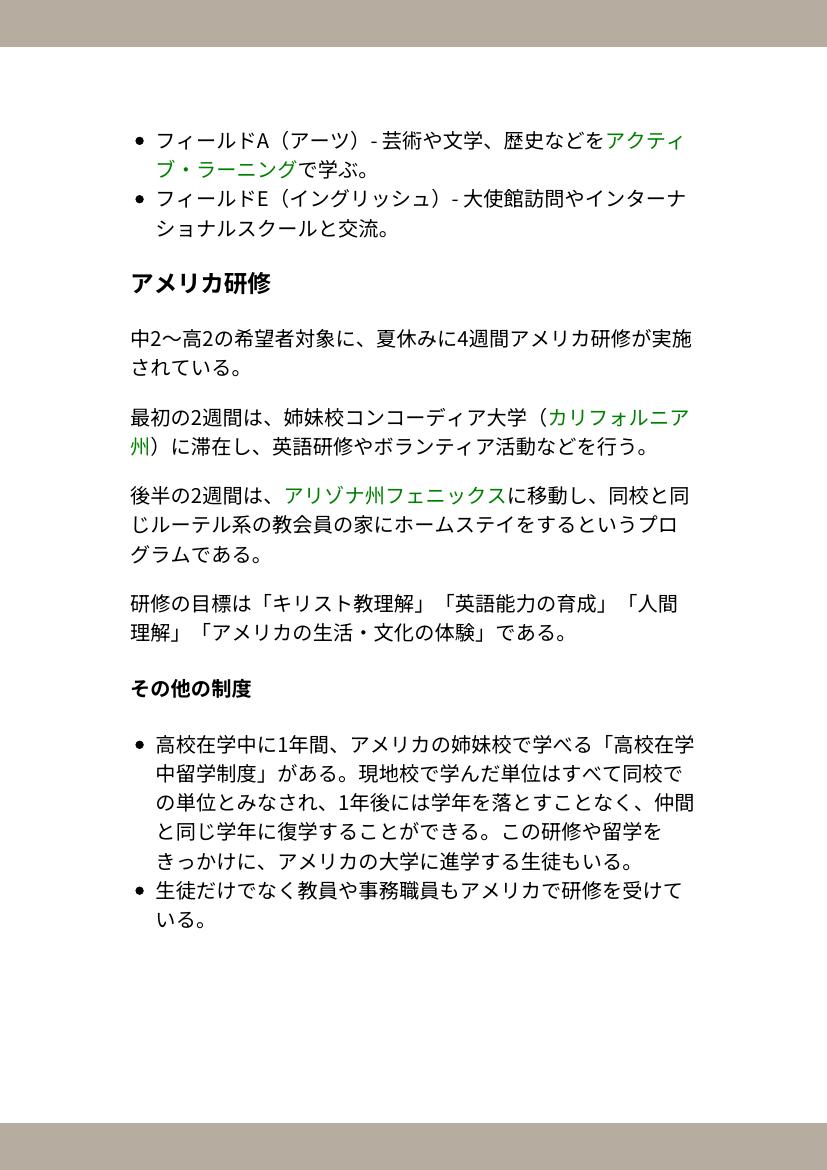 • フィールドA（アーツ）- 芸術や文学、歴史などをアクティ
ブ・ラーニングで学ぶ。
• フィールドE（イングリッシュ）- 大使館訪問やインターナ
ショナルスクールと交流。
アメリカ研修
中2〜高2の希望者対象に、夏休みに4週間アメリカ研修が実施
されている。
最初の2週間は、姉妹校コンコーディア大学（カリフォルニア
州）に滞在し、英語研修やボランティア活動などを行う。
後半の2週間は、アリゾナ州フェニックスに移動し、同校と同
じルーテル系の教会員の家にホームステイをするというプロ
グラムである。
研修の目標は「キリスト教理解」「英語能力の育成」「人間
理解」「アメリカの生活・文化の体験」である。
その他の制度
• 高校在学中に1年間、アメリカの姉妹校で学べる「高校在学
中留学制度」がある。現地校で学んだ単位はすべて同校で
の単位とみなされ、1年後には学年を落とすことなく、仲間
と同じ学年に復学することができる。この研修や留学を
きっかけに、アメリカの大学に進学する生徒もいる。
• 生徒だけでなく教員や事務職員もアメリカで研修を受けて
いる。